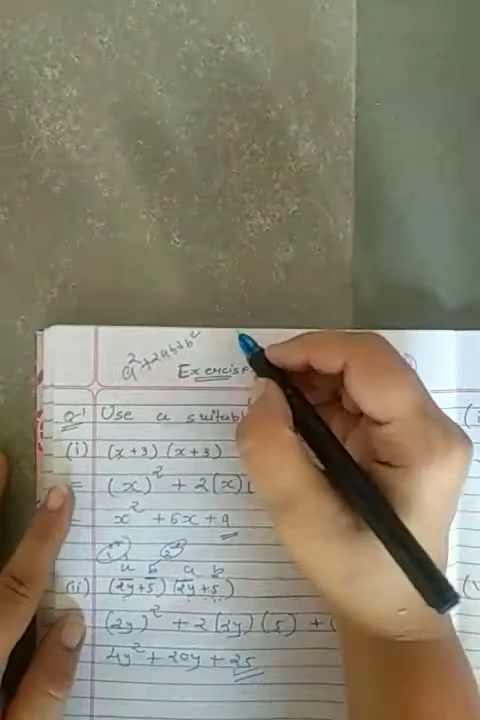 a² + 2ab + b²
Exercise
Q-1 Use a suitab
(i) (x+3) (x+3)
= (x)² + 2(x)(
= x² + 6x + 9
a b a b
(ii) (2y+5) (2y+5)
(2y)² + 2(2y)(5) + (
4y² + 20y + 25